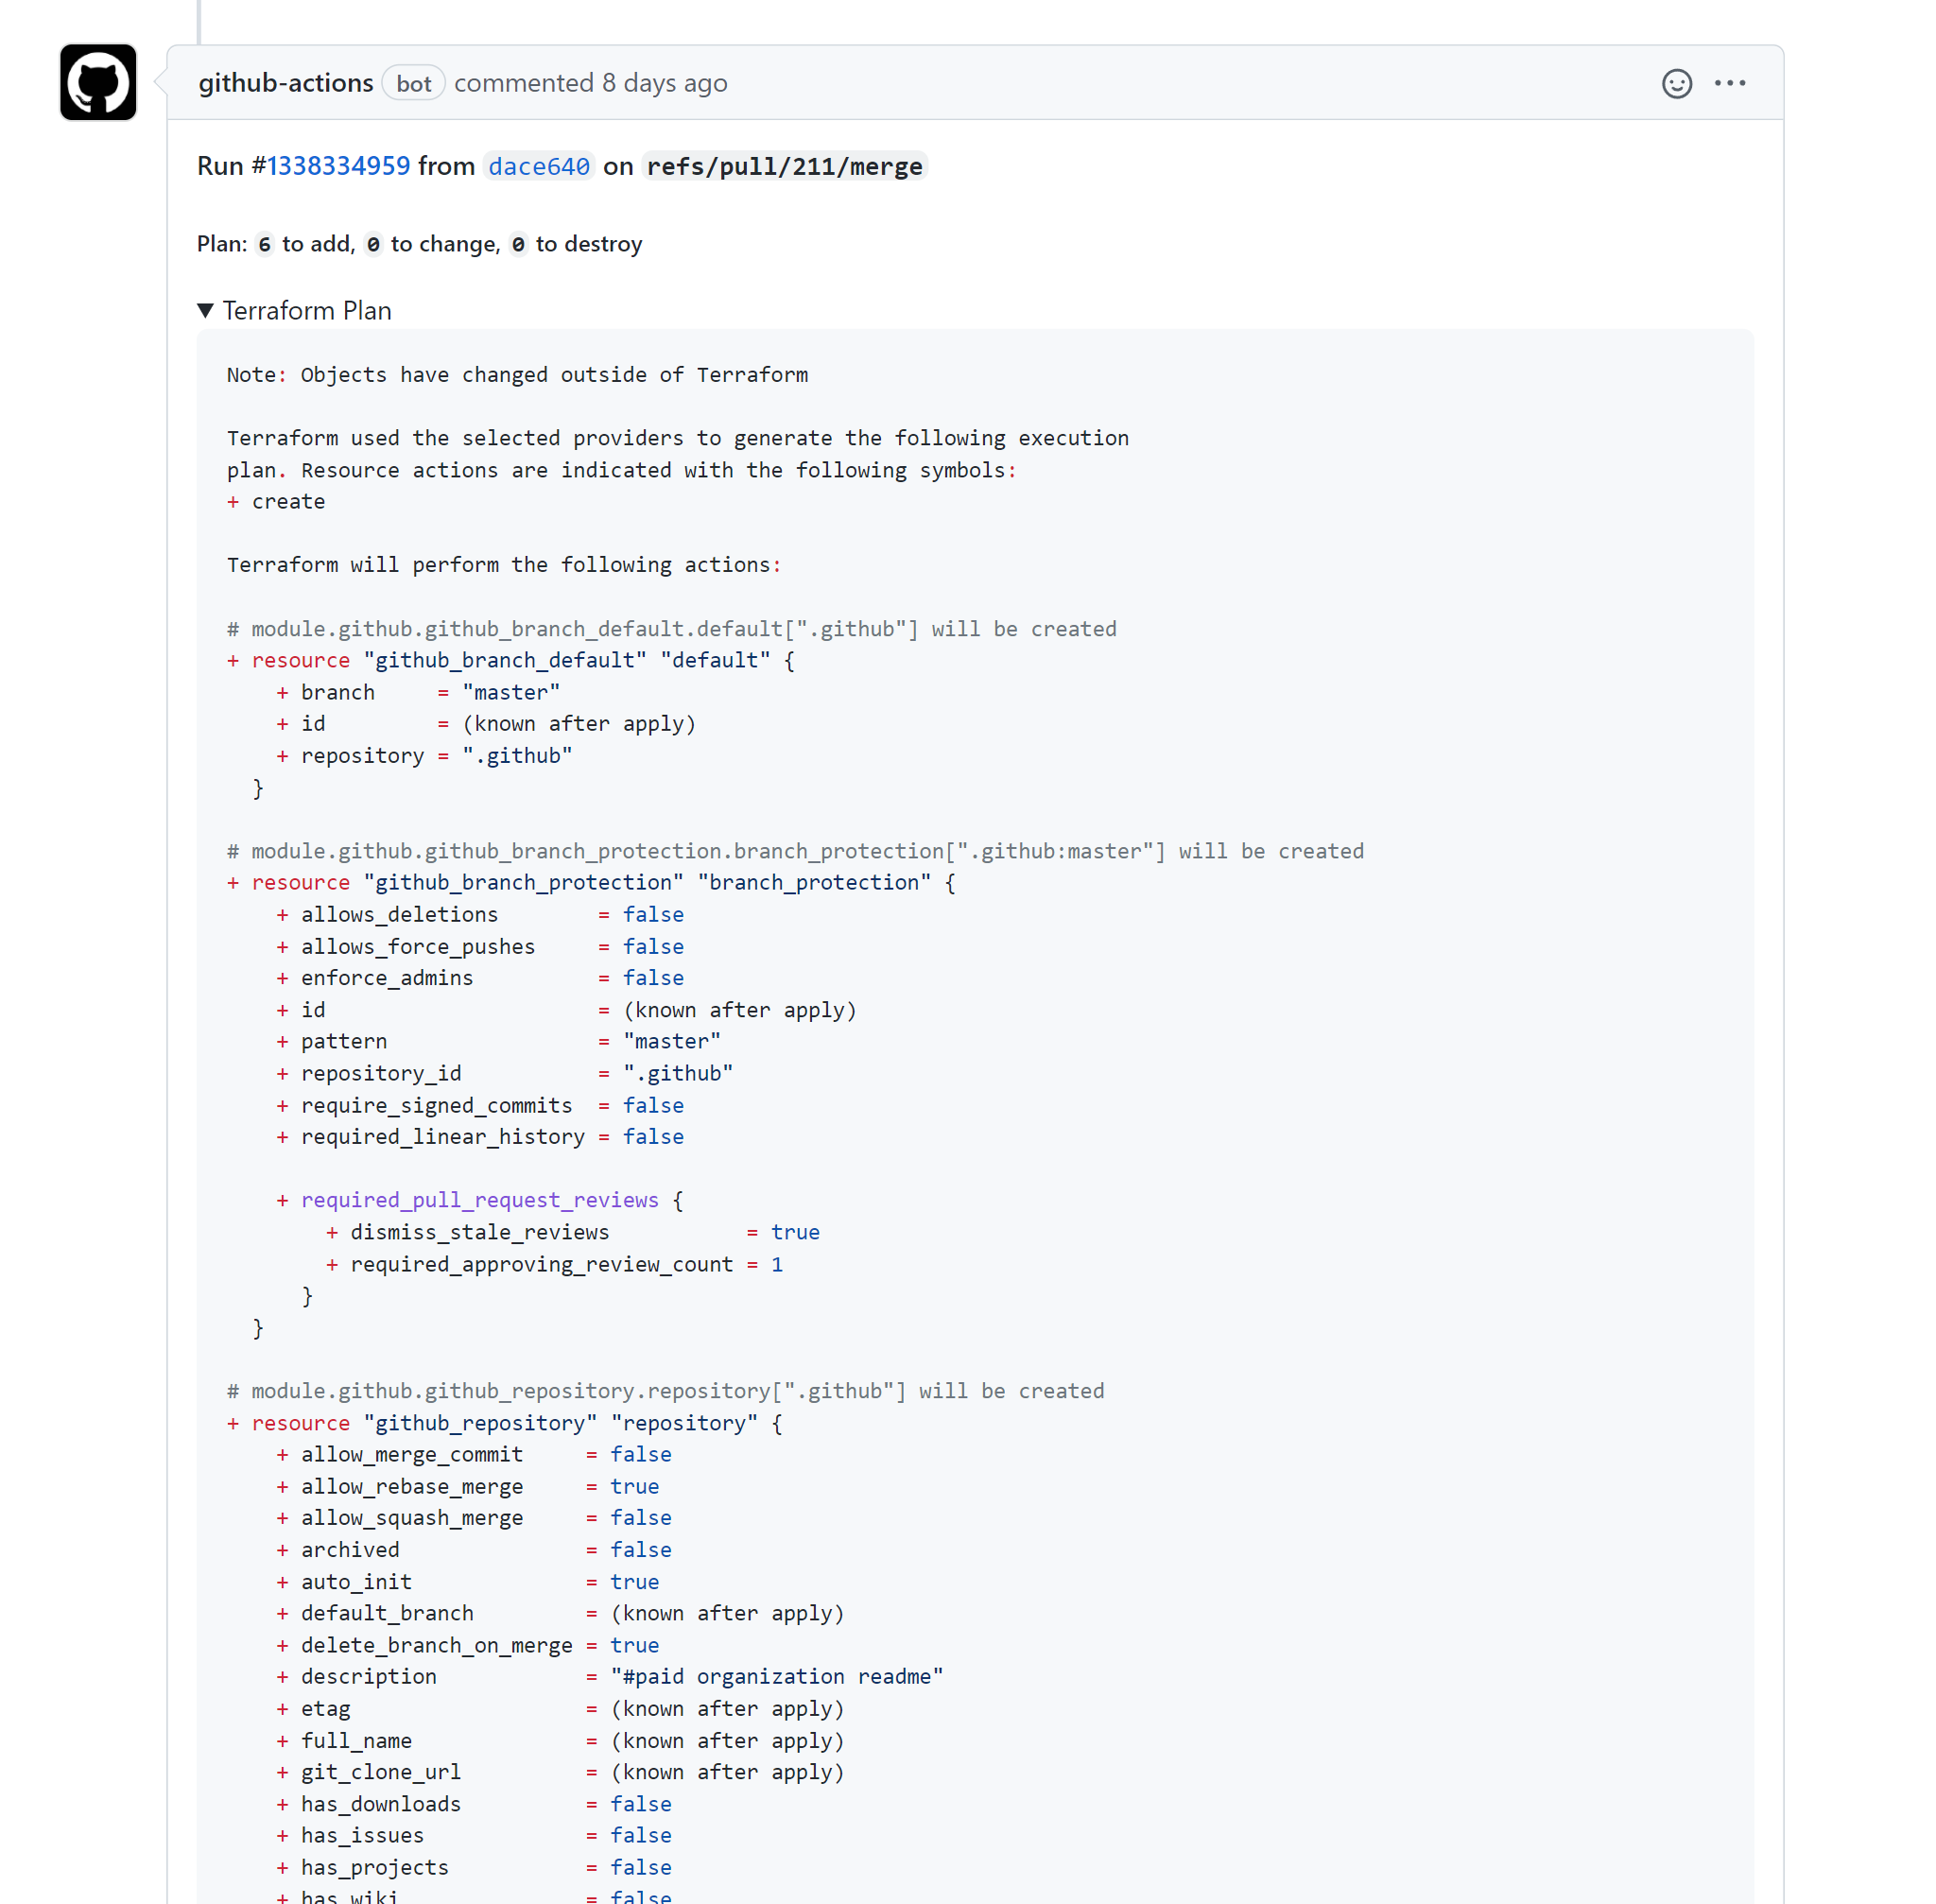 github-actions bot commented 8 days ago
Run #1338334959 from dace640 on refs/pull/211/merge
Plan: 6 to add, 0 to change, 0 to destroy
▼ Terraform Plan
Note: Objects have changed outside of Terraform
Terraform used the selected providers to generate the following execution
plan. Resource actions are indicated with the following symbols:
+ create
Terraform will perform the following actions:
# module.github.github_branch_default.default[".github"] will be created
+ resource "github_branch_default" "default" {
+ branch     = "master"
+ id         = (known after apply)
+ repository = ".github"
}
# module.github.github_branch_protection.branch_protection[".github:master"] will be created
+ resource "github_branch_protection" "branch_protection" {
+ allows_deletions        = false
+ allows_force_pushes     = false
+ enforce_admins          = false
+ id                      = (known after apply)
+ pattern                 = "master"
+ repository_id           = ".github"
+ require_signed_commits  = false
+ required_linear_history = false
+ required_pull_request_reviews {
+ dismiss_stale_reviews           = true
+ required_approving_review_count = 1
}
}
# module.github.github_repository.repository[".github"] will be created
+ resource "github_repository" "repository" {
+ allow_merge_commit     = false
+ allow_rebase_merge     = true
+ allow_squash_merge     = false
+ archived               = false
+ auto_init              = true
+ default_branch         = (known after apply)
+ delete_branch_on_merge = true
+ description            = "#paid organization readme"
+ etag                   = (known after apply)
+ full_name              = (known after apply)
+ git_clone_url          = (known after apply)
+ has_downloads          = false
+ has_issues             = false
+ has_projects           = false
+ has_wiki               = false